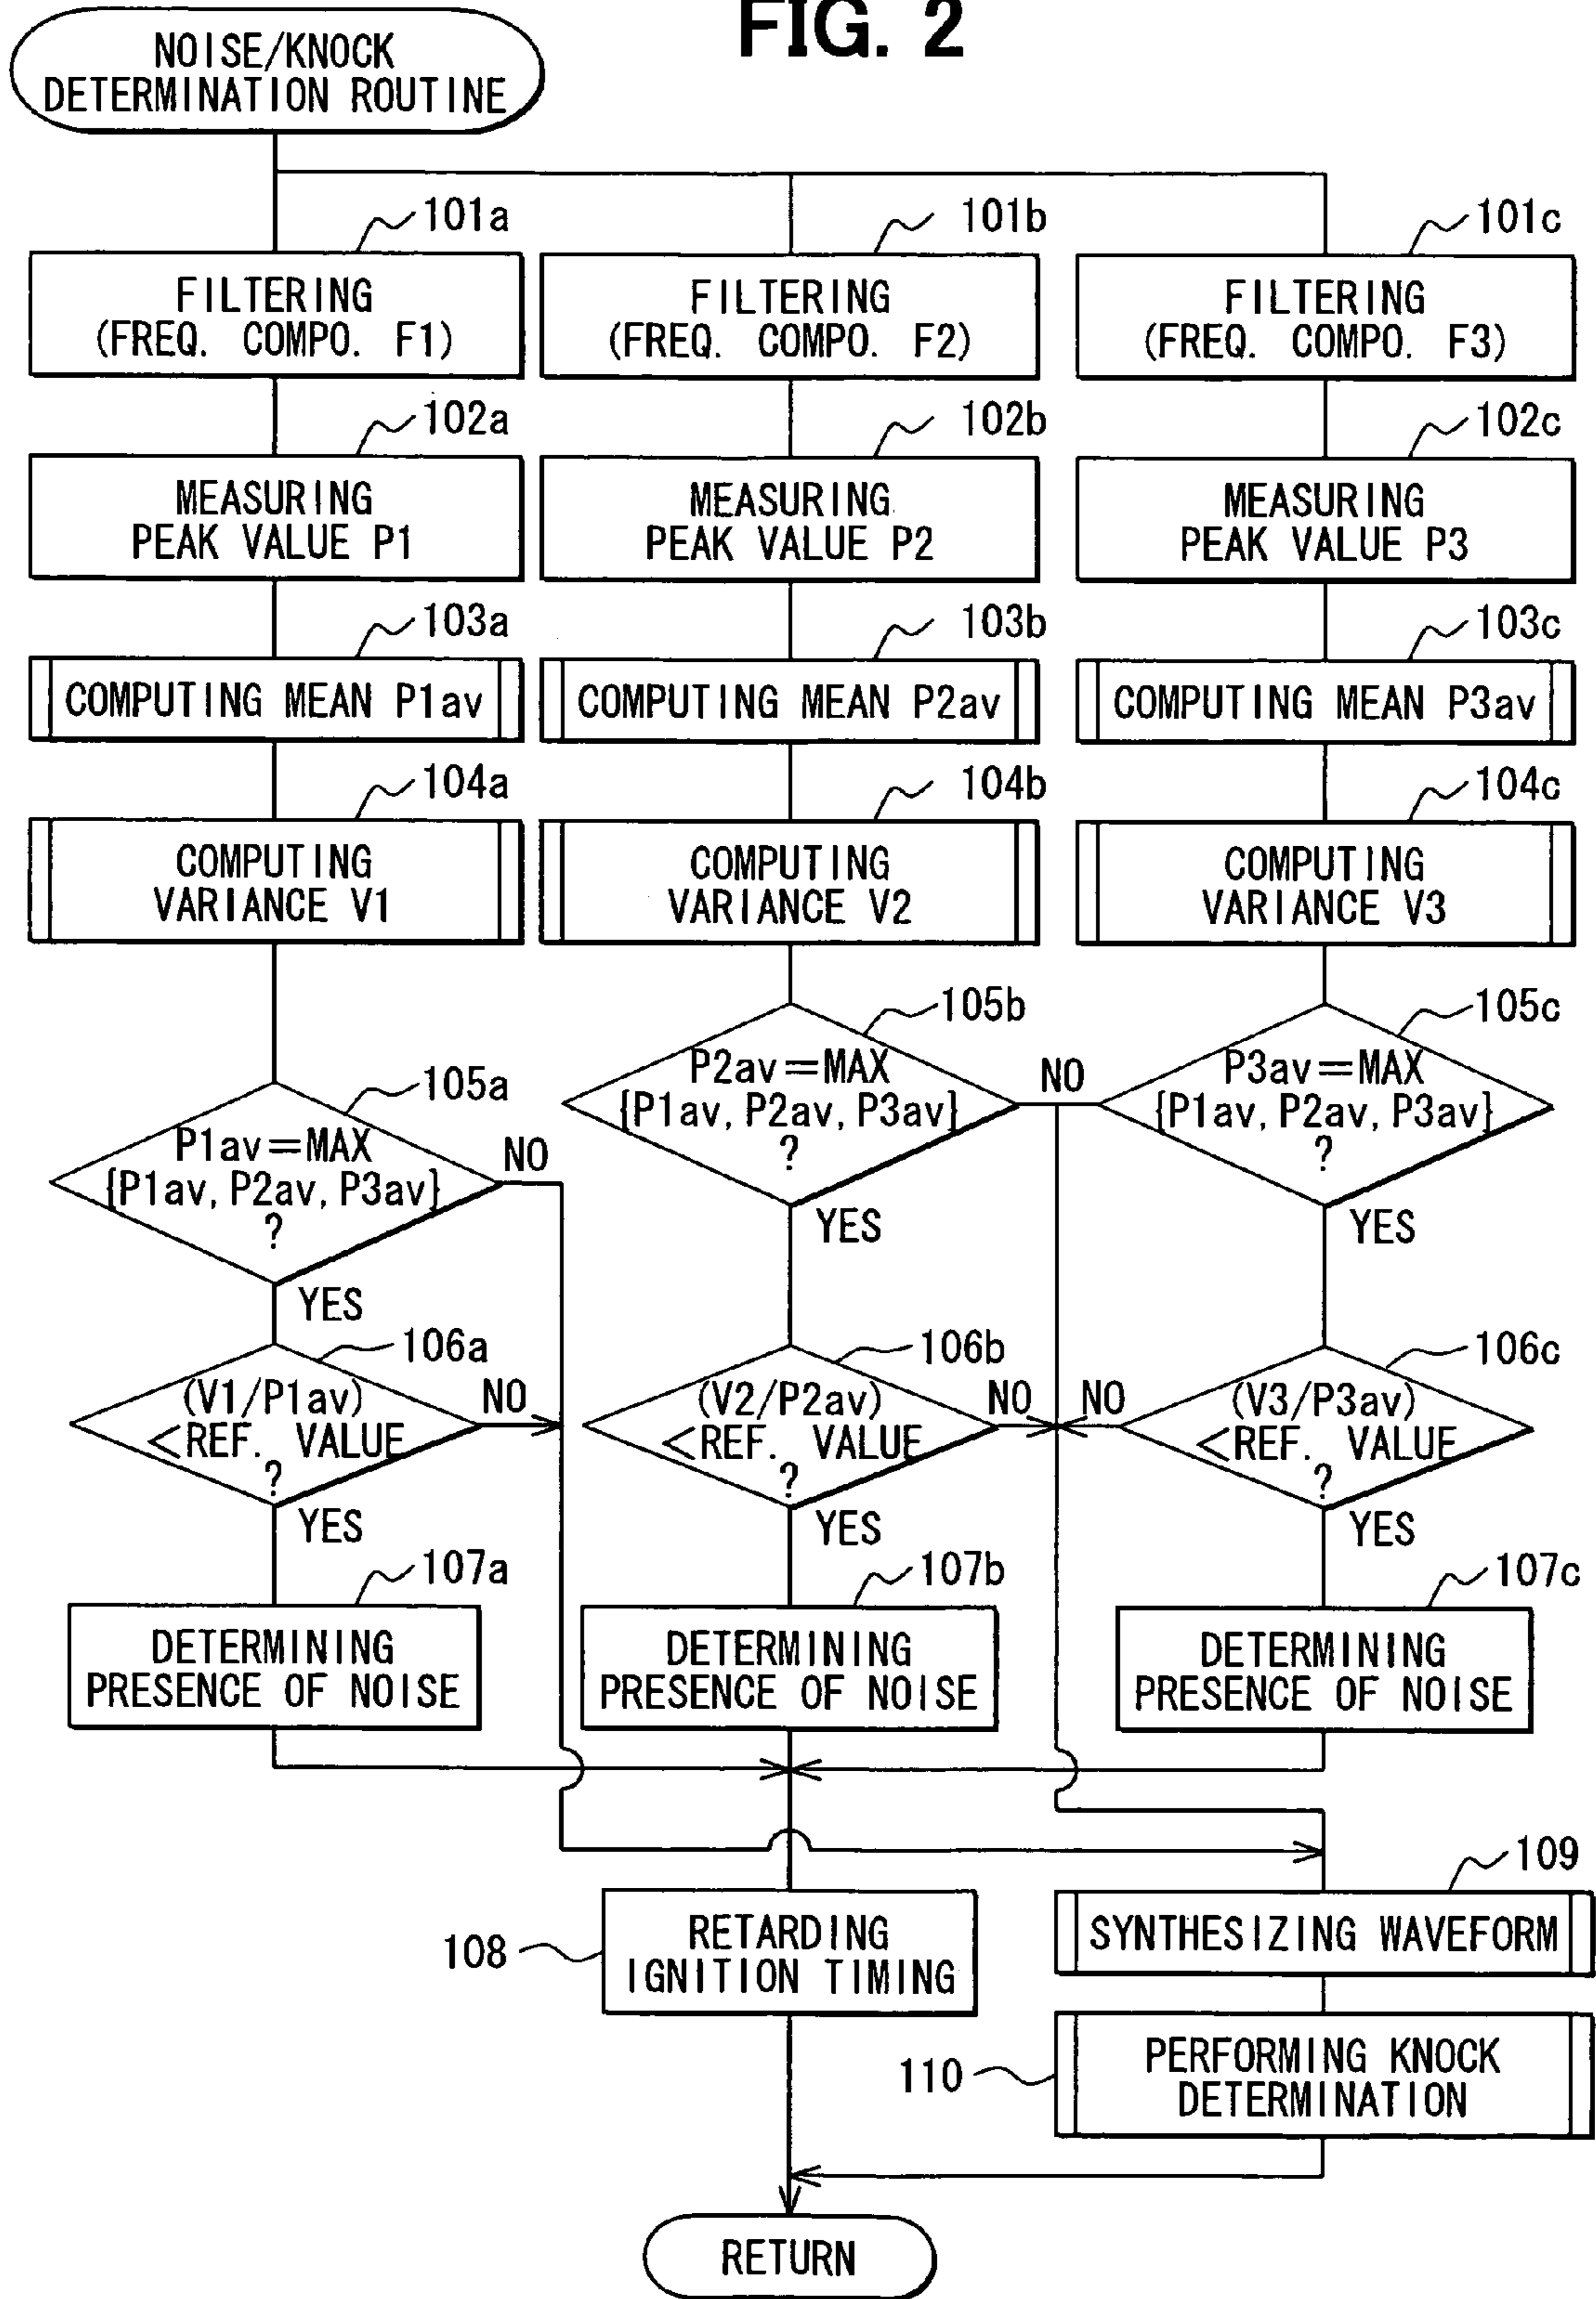 FIG. 2
NOISE/KNOCK
DETERMINATION ROUTINE
101a
101b
101c
FILTERING
(FREQ. COMPO. F1)
FILTERING
(FREQ. COMPO. F2)
FILTERING
(FREQ. COMPO. F3)
102a
102b
102c
MEASURING
PEAK VALUE P1
MEASURING
PEAK VALUE P2
MEASURING
PEAK VALUE P3
103a
103b
103c
COMPUTING MEAN P1av
COMPUTING MEAN P2av
COMPUTING MEAN P3av
104a
104b
104c
COMPUTING
VARIANCE V1
COMPUTING
VARIANCE V2
COMPUTING
VARIANCE V3
105a
P1av=MAX
{P1av, P2av, P3av}
?
NO
YES
105b
P2av=MAX
{P1av, P2av, P3av}
?
NO
YES
105c
P3av=MAX
{P1av, P2av, P3av}
?
YES
106a
(V1/P1av)
<REF. VALUE
?
NO
YES
106b
(V2/P2av)
<REF. VALUE
?
NO
YES
106c
(V3/P3av)
<REF. VALUE
?
NO
YES
107a
DETERMINING
PRESENCE OF NOISE
107b
DETERMINING
PRESENCE OF NOISE
107c
DETERMINING
PRESENCE OF NOISE
108
RETARDING
IGNITION TIMING
109
SYNTHESIZING WAVEFORM
110
PERFORMING KNOCK
DETERMINATION
RETURN